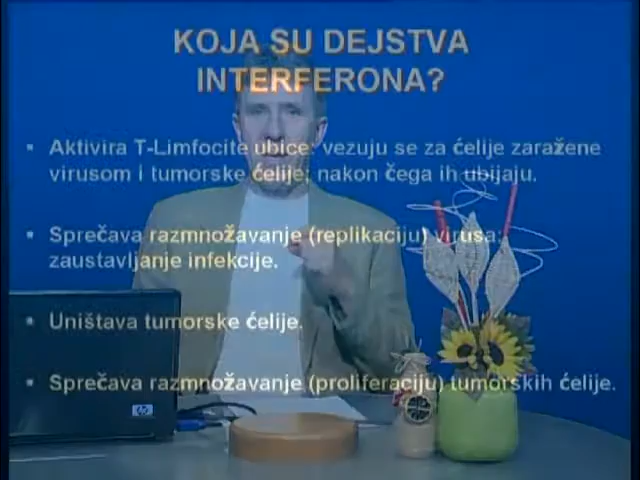 KOJA SU DEJSTVA
INTERFERONA?
Aktivira T-Limfocite ubice: vezuju se za ćelije zaražene
virusom i tumorske ćelije; nakon čega ih ubijaju.
Sprečava razmnožavanje (replikaciju) virusa:
zaustavljanje infekcije.
Uništava tumorske ćelije.
Sprečava razmnožavanje (proliferaciju) tumorskih ćelije.
hp